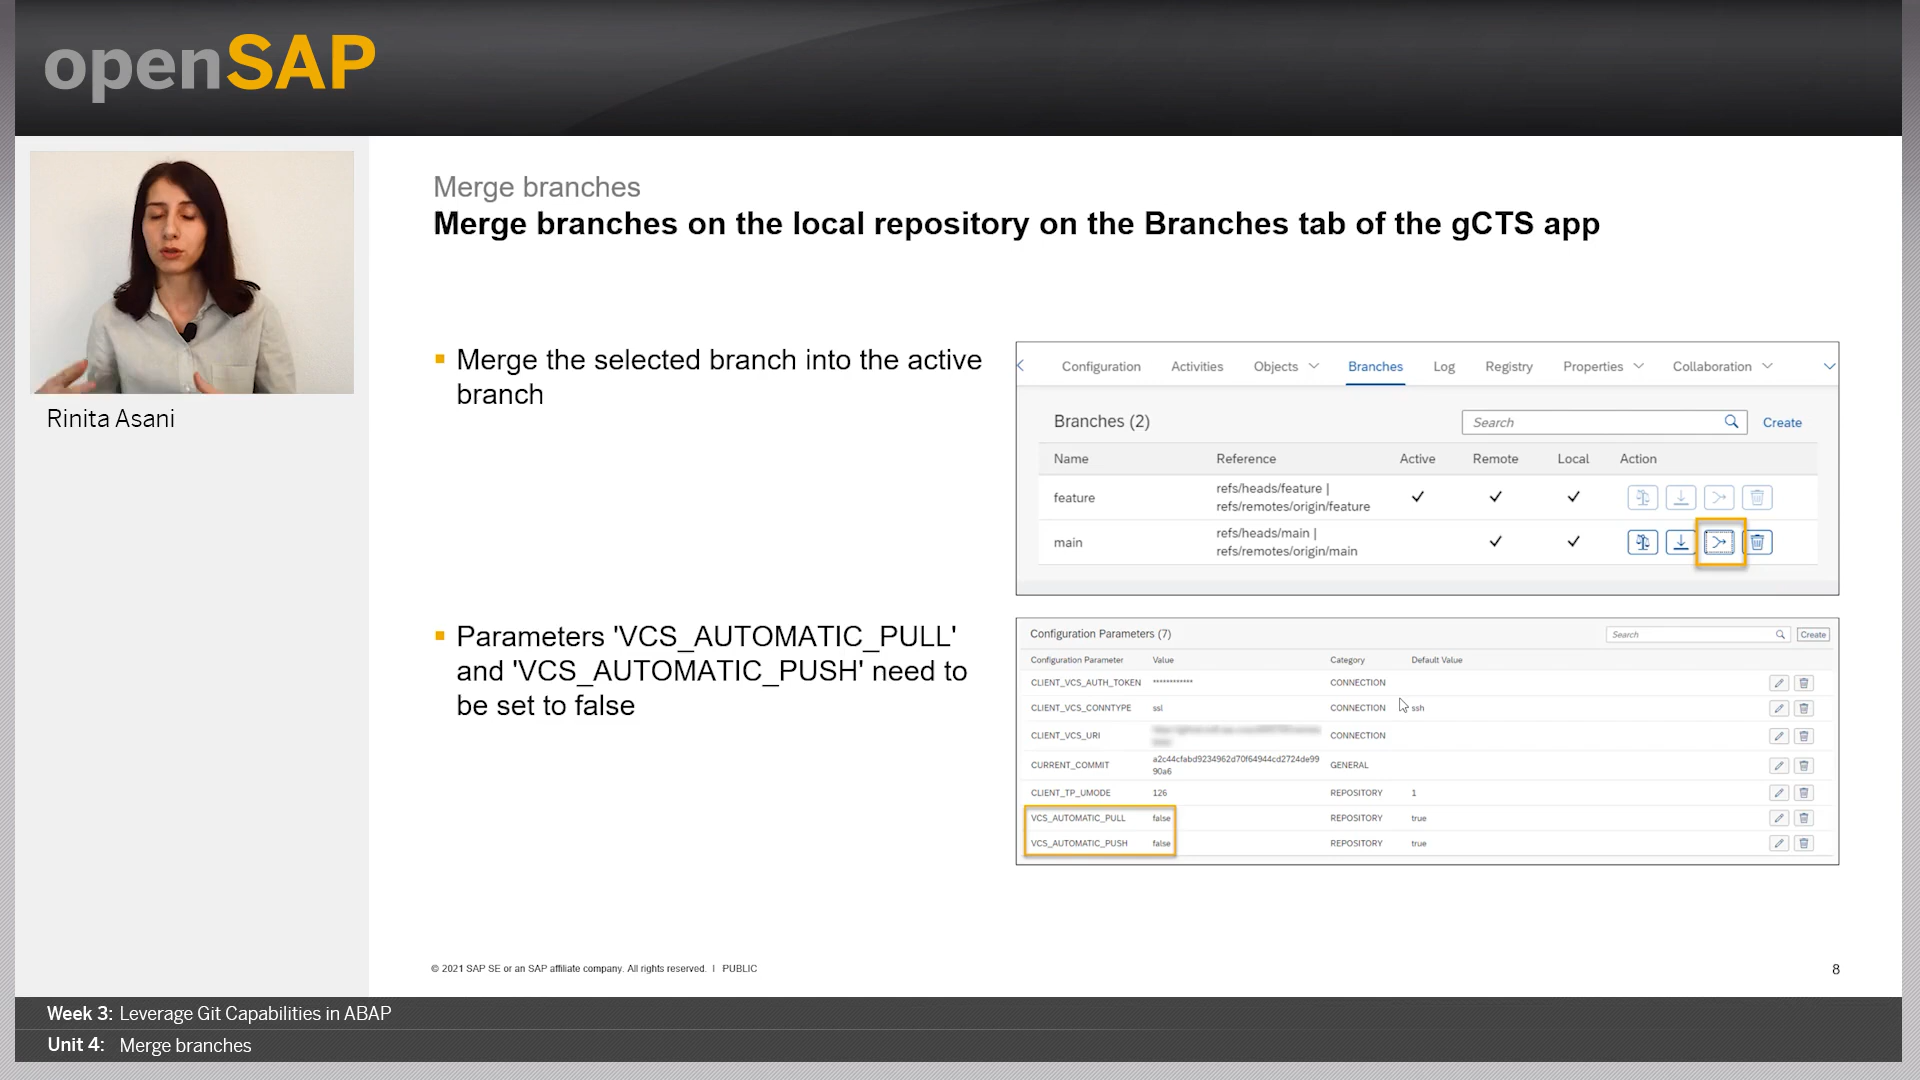 openSAP
Rinita Asani
Merge branches
Merge branches on the local repository on the Branches tab of the gCTS app
Merge the selected branch into the active
branch
Configuration Activities Objects Branches Log Registry Properties Collaboration
Branches (2) Search Create
Name Reference Active Remote Local Action
feature refs/heads/feature |
refs/remotes/origin/feature
main refs/heads/main |
refs/remotes/origin/main
Parameters 'VCS_AUTOMATIC_PULL'
and 'VCS_AUTOMATIC_PUSH' need to
be set to false
Configuration Parameters (7) Search Create
Configuration Parameter Value Category Default Value
CLIENT_VCS_AUTH_TOKEN ************ CONNECTION
CLIENT_VCS_CONNTYPE ssl CONNECTION ssh
CLIENT_VCS_URI CONNECTION
CURRENT_COMMIT a2c44cfabd9234962d70f64944cd2724de99
90a6 GENERAL
CLIENT_TP_UMODE 126 REPOSITORY 1
VCS_AUTOMATIC_PULL false REPOSITORY true
VCS_AUTOMATIC_PUSH false REPOSITORY true
© 2021 SAP SE or an SAP affiliate company. All rights reserved. | PUBLIC
8
Week 3: Leverage Git Capabilities in ABAP
Unit 4: Merge branches